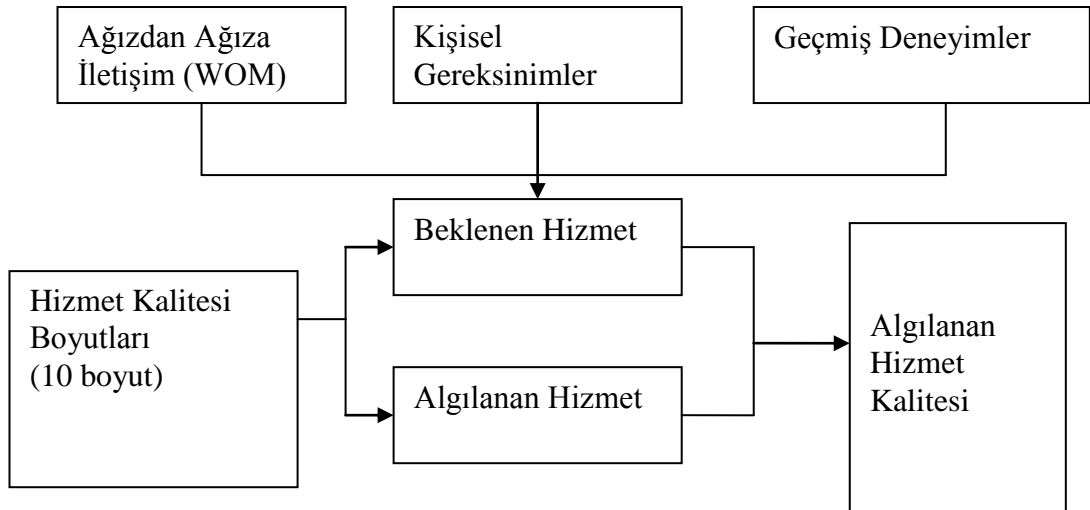 Ağızdan Ağıza
İletişim (WOM)
Kişisel
Gereksinimler
Geçmiş Deneyimler
Beklenen Hizmet
Hizmet Kalitesi
Boyutları
(10 boyut)
Algılanan Hizmet
Algılanan
Hizmet
Kalitesi